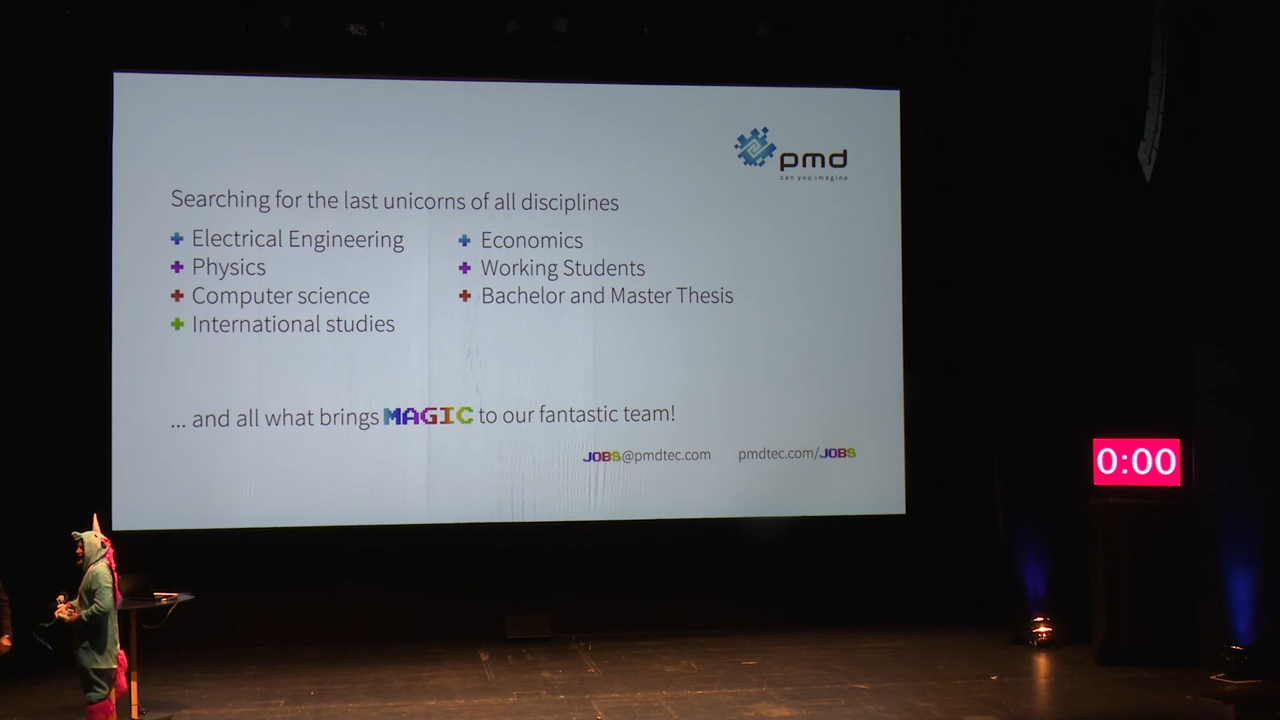 pmd
can you imagine
Searching for the last unicorns of all disciplines
+ Electrical Engineering
+ Physics
+ Computer science
+ International studies
+ Economics
+ Working Students
+ Bachelor and Master Thesis
... and all what brings MAGIC to our fantastic team!
JOBS@pmdtec.com
pmdtec.com/JOBS
0:00